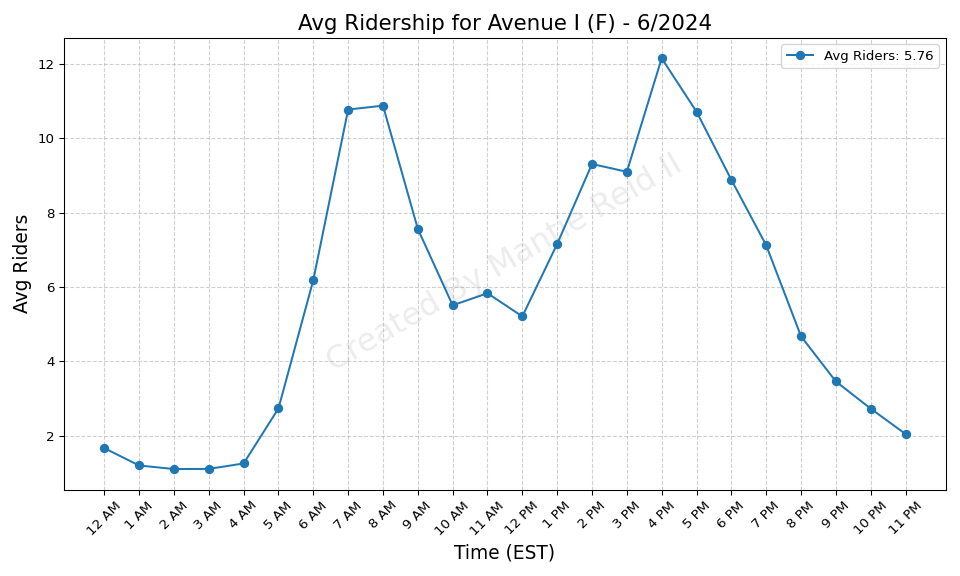 Avg Ridership for Avenue I (F) - 6/2024
Avg Riders: 5.76
Avg Riders
12
10
8
6
4
2
Created By Mantie Reid II
12 AM 1 AM 2 AM 3 AM 4 AM 5 AM 6 AM 7 AM 8 AM 9 AM 10 AM 11 AM 12 PM 1 PM 2 PM 3 PM 4 PM 5 PM 6 PM 7 PM 8 PM 9 PM 10 PM 11 PM
Time (EST)